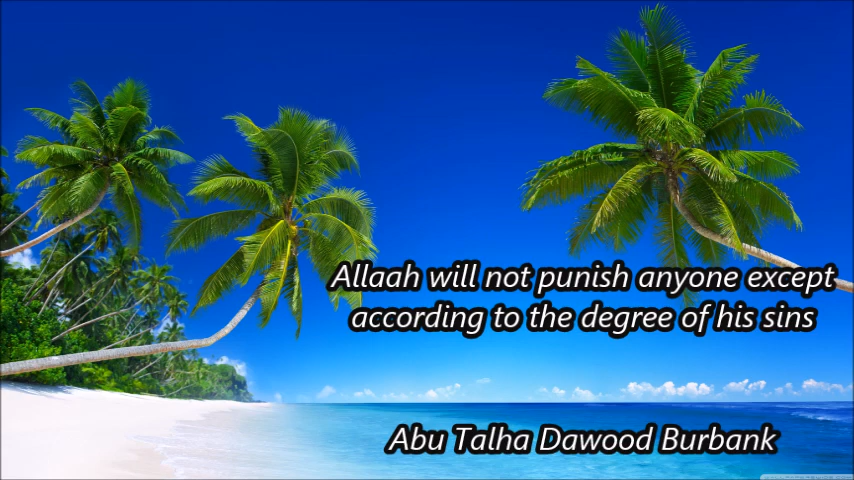 Allaah will not punish anyone except
according to the degree of his sins
Abu Talha Dawood Burbank